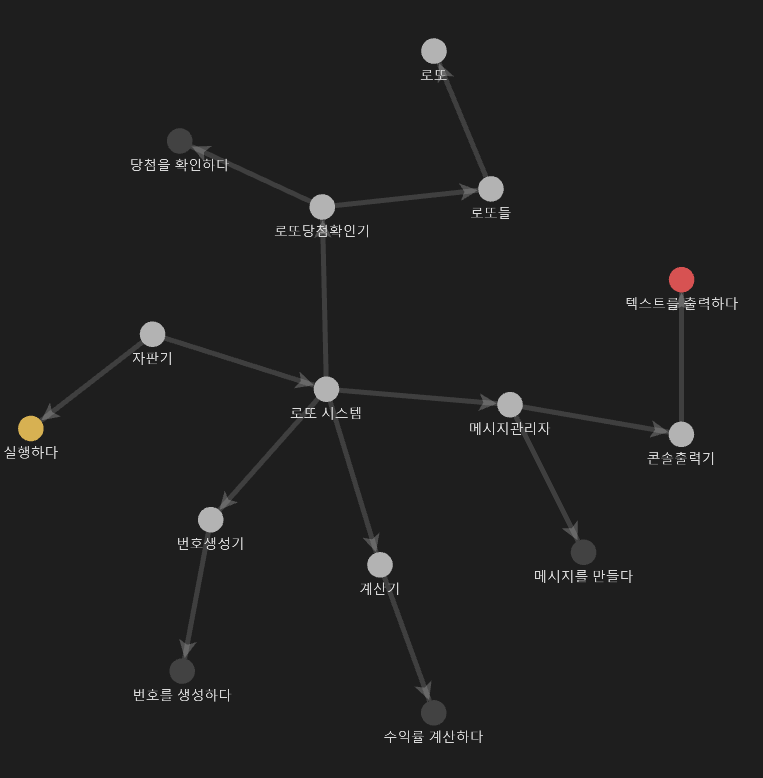 로또
당첨을 확인하다
로또들
로또당첨확인기
텍스트를 출력하다
자판기
로또 시스템
메시지관리자
실행하다
콘솔출력기
번호생성기
메시지를 만들다
계산기
번호를 생성하다
수익률 계산하다